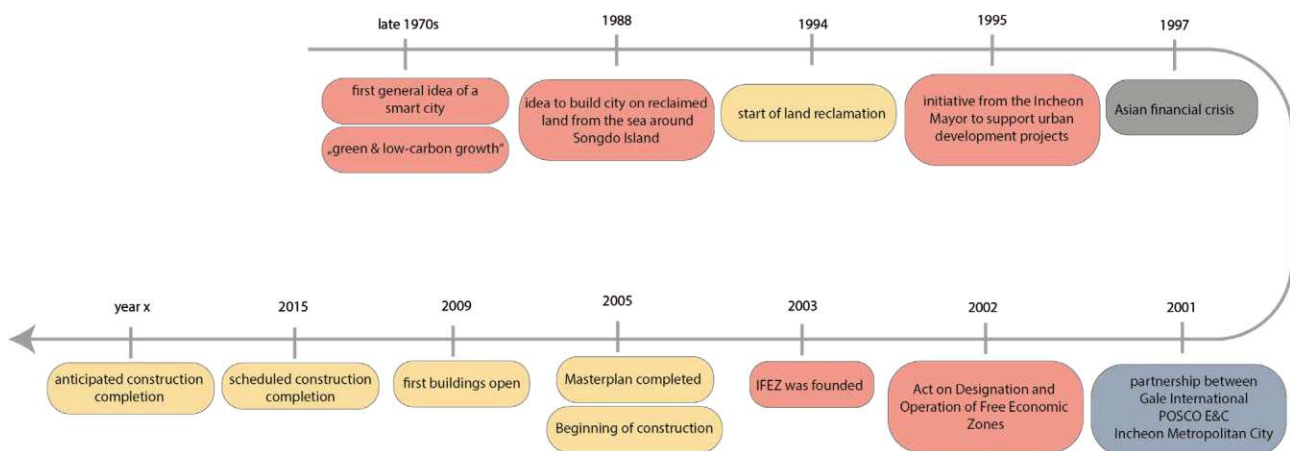 late 1970s
1988
1994
1995
1997
first general idea of a
smart city
„green & low-carbon growth“
idea to build city on reclaimed
land from the sea around
Songdo Island
start of land reclamation
initiative from the Incheon
Mayor to support urban
development projects
Asian financial crisis
year x
2015
2009
2005
2003
2002
2001
anticipated construction
completion
scheduled construction
completion
first buildings open
Masterplan completed
Beginning of construction
IFEZ was founded
Act on Designation and
Operation of Free Economic
Zones
partnership between
Gale International
POSCO E&C
Incheon Metropolitan City